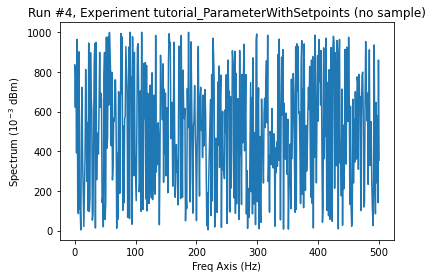 Run #4, Experiment tutorial_ParameterWithSetpoints (no sample)
1000
800
600
400
200
0
Spectrum (10⁻³ dBm)
0 100 200 300 400 500
Freq Axis (Hz)